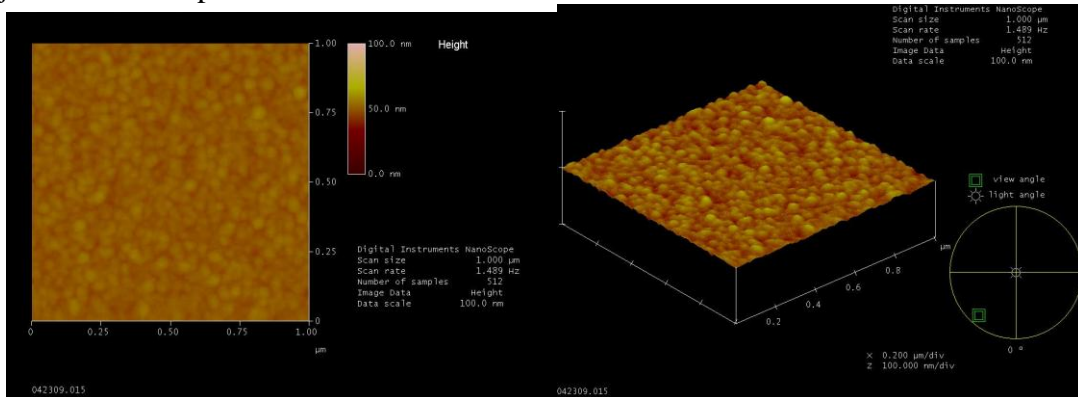 1.00
100.0 nm
Height
0.75
50.0 nm
0.0 nm
0.50
0.25
0
0
0.25
0.50
0.75
1.00
µm
Digital Instruments NanoScope
Scan size 1.000 µm
Scan rate 1.489 Hz
Number of samples 512
Image Data Height
Data scale 100.0 nm
042309.015
Digital Instruments NanoScope
Scan size 1.000 µm
Scan rate 1.489 Hz
Number of samples 512
Image Data Height
Data scale 100.0 nm
view angle
light angle
µm
0.8
0.6
0.4
0.2
0 °
X 0.200 µm/div
Z 100.000 nm/div
042309.015